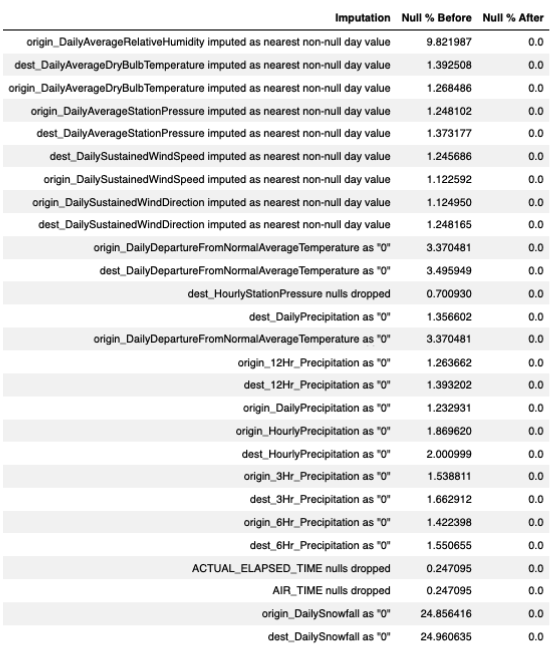 Imputation Null % Before Null % After
origin_DailyAverageRelativeHumidity imputed as nearest non-null day value 9.821987 0.0
dest_DailyAverageDryBulbTemperature imputed as nearest non-null day value 1.392508 0.0
origin_DailyAverageDryBulbTemperature imputed as nearest non-null day value 1.268486 0.0
origin_DailyAverageStationPressure imputed as nearest non-null day value 1.248102 0.0
dest_DailyAverageStationPressure imputed as nearest non-null day value 1.373177 0.0
dest_DailySustainedWindSpeed imputed as nearest non-null day value 1.245686 0.0
origin_DailySustainedWindSpeed imputed as nearest non-null day value 1.122592 0.0
origin_DailySustainedWindDirection imputed as nearest non-null day value 1.124950 0.0
dest_DailySustainedWindDirection imputed as nearest non-null day value 1.248165 0.0
origin_DailyDepartureFromNormalAverageTemperature as "0" 3.370481 0.0
dest_DailyDepartureFromNormalAverageTemperature as "0" 3.495949 0.0
dest_HourlyStationPressure nulls dropped 0.700930 0.0
dest_DailyPrecipitation as "0" 1.356602 0.0
origin_DailyDepartureFromNormalAverageTemperature as "0" 3.370481 0.0
origin_12Hr_Precipitation as "0" 1.263662 0.0
dest_12Hr_Precipitation as "0" 1.393202 0.0
origin_DailyPrecipitation as "0" 1.232931 0.0
origin_HourlyPrecipitation as "0" 1.869620 0.0
dest_HourlyPrecipitation as "0" 2.000999 0.0
origin_3Hr_Precipitation as "0" 1.538811 0.0
dest_3Hr_Precipitation as "0" 1.662912 0.0
origin_6Hr_Precipitation as "0" 1.422398 0.0
dest_6Hr_Precipitation as "0" 1.550655 0.0
ACTUAL_ELAPSED_TIME nulls dropped 0.247095 0.0
AIR_TIME nulls dropped 0.247095 0.0
origin_DailySnowfall as "0" 24.856416 0.0
dest_DailySnowfall as "0" 24.960635 0.0